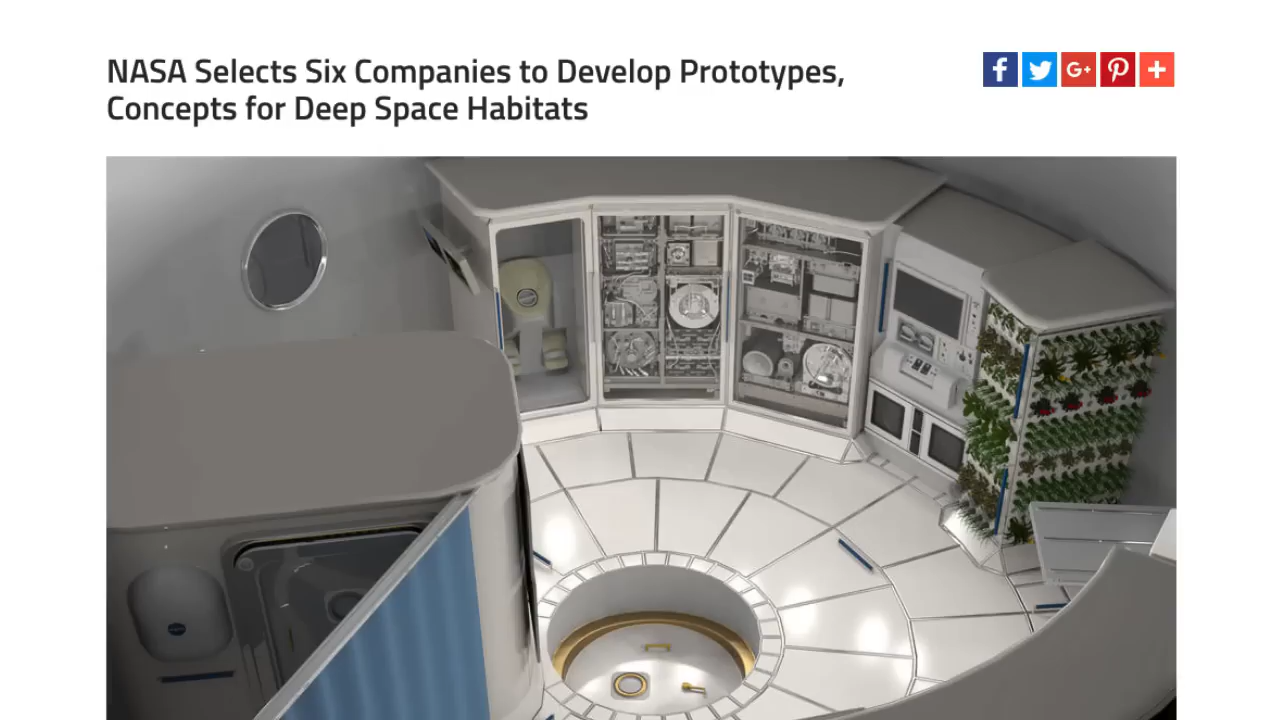 NASA Selects Six Companies to Develop Prototypes,
Concepts for Deep Space Habitats
G+